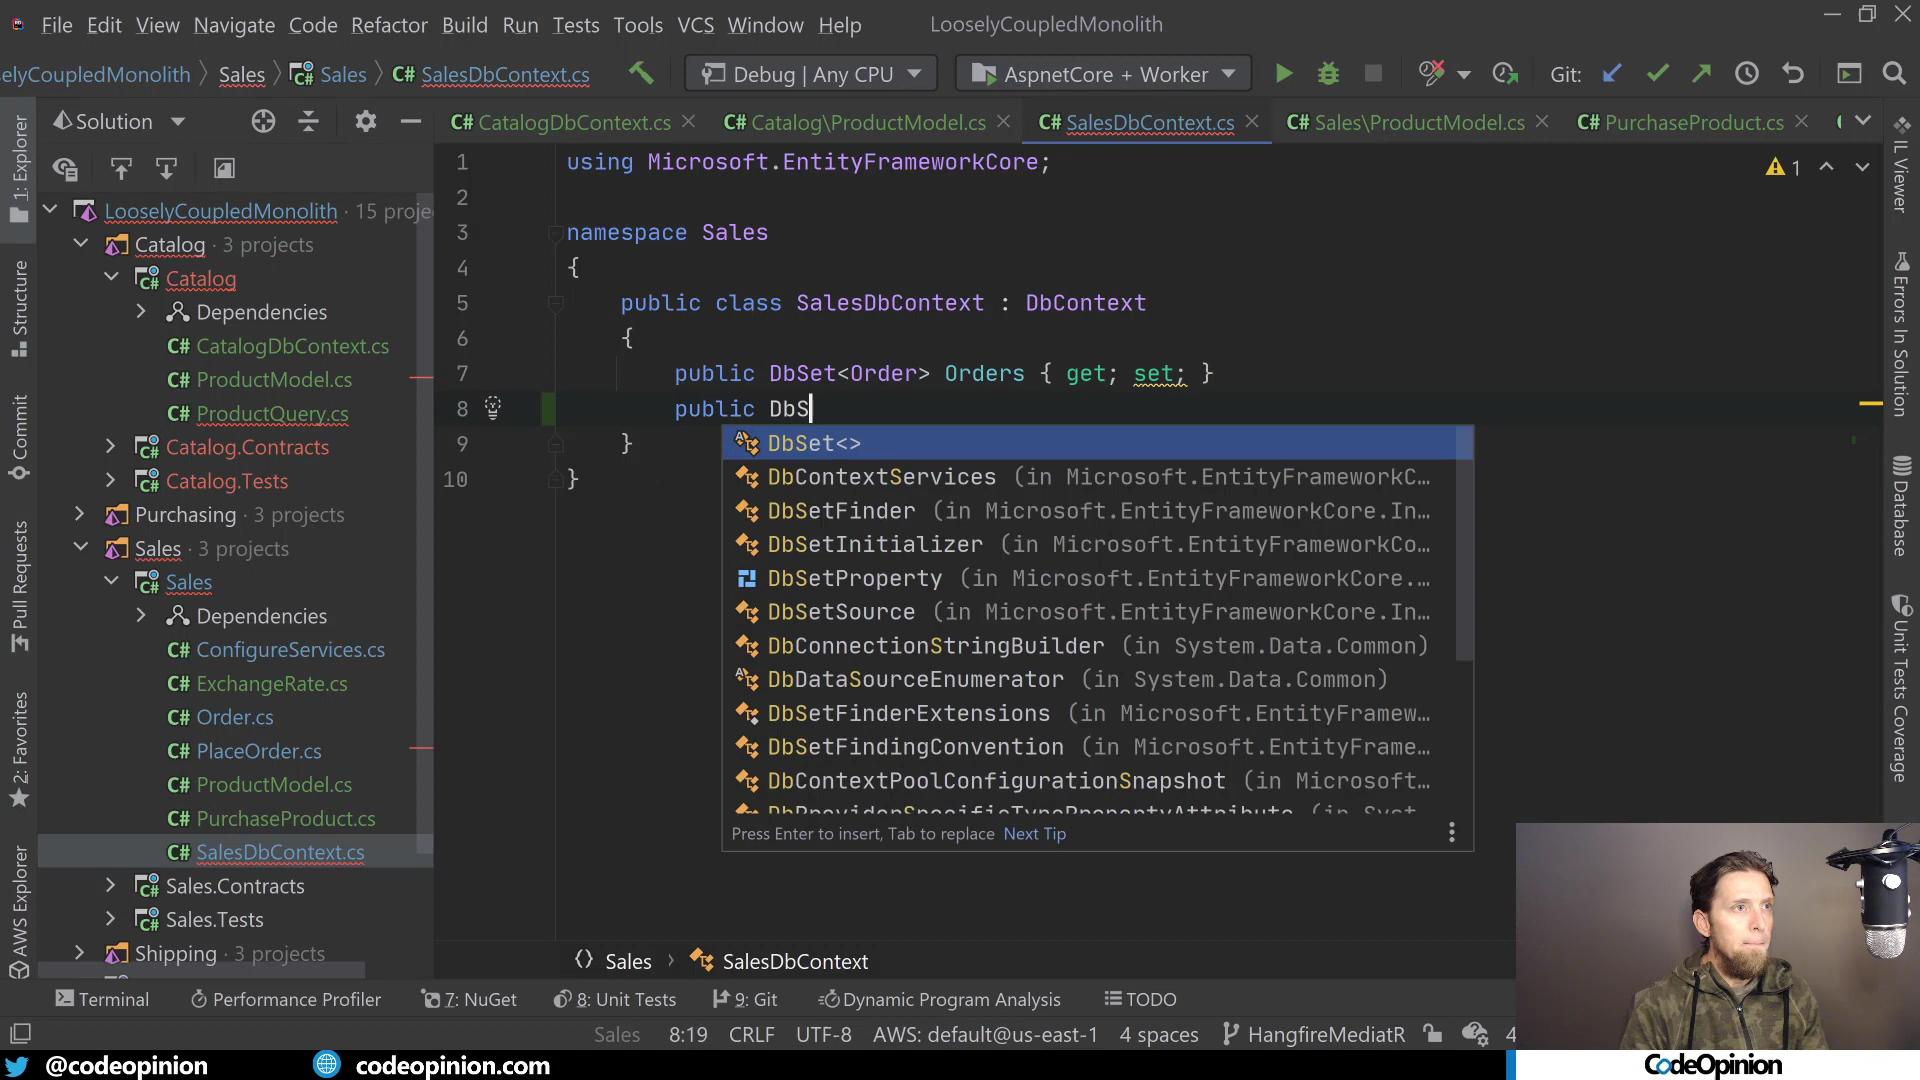 File Edit View Navigate Code Refactor Build Run Tests Tools VCS Window Help LooselyCoupledMonolith
selyCoupledMonolith Sales Sales C# SalesDbContext.cs Debug | Any CPU AspnetCore + Worker Git:
Solution
C# CatalogDbContext.cs C# Catalog\ProductModel.cs C# SalesDbContext.cs C# Sales\ProductModel.cs C# PurchaseProduct.cs
1: Explorer
Structure
Commit
Pull Requests
2: Favorites
AWS Explorer
LooselyCoupledMonolith · 15 proje
Catalog · 3 projects
Catalog
Dependencies
C# CatalogDbContext.cs
C# ProductModel.cs
C# ProductQuery.cs
Catalog.Contracts
Catalog.Tests
Purchasing · 3 projects
Sales · 3 projects
Sales
Dependencies
C# ConfigureServices.cs
C# ExchangeRate.cs
C# Order.cs
C# PlaceOrder.cs
C# ProductModel.cs
C# PurchaseProduct.cs
C# SalesDbContext.cs
Sales.Contracts
Sales.Tests
Shipping · 3 projects
1 using Microsoft.EntityFrameworkCore;
2
3 namespace Sales
4 {
5 public class SalesDbContext : DbContext
6 {
7 public DbSet<Order> Orders { get; set; }
8 public DbS
9 }
10 }
1
DbSet<>
DbContextServices (in Microsoft.EntityFrameworkC…
DbSetFinder (in Microsoft.EntityFrameworkCore.In…
DbSetInitializer (in Microsoft.EntityFrameworkCo…
DbSetProperty (in Microsoft.EntityFrameworkCore.…
DbSetSource (in Microsoft.EntityFrameworkCore.In…
DbConnectionStringBuilder (in System.Data.Common)
DbDataSourceEnumerator (in System.Data.Common)
DbSetFinderExtensions (in Microsoft.EntityFramew…
DbSetFindingConvention (in Microsoft.EntityFrame…
DbContextPoolConfigurationSnapshot (in Microsoft…
DbProviderSpecificTypePropertyAttribute (in Syst…
Press Enter to insert, Tab to replace Next Tip
IL Viewer
Errors In Solution
Database
Unit Tests Coverage
Sales SalesDbContext
Terminal Performance Profiler 7: NuGet 8: Unit Tests 9: Git Dynamic Program Analysis TODO
Sales 8:19 CRLF UTF-8 AWS: default@us-east-1 4 spaces HangfireMediatR 4
@codeopinion codeopinion.com CodeOpinion